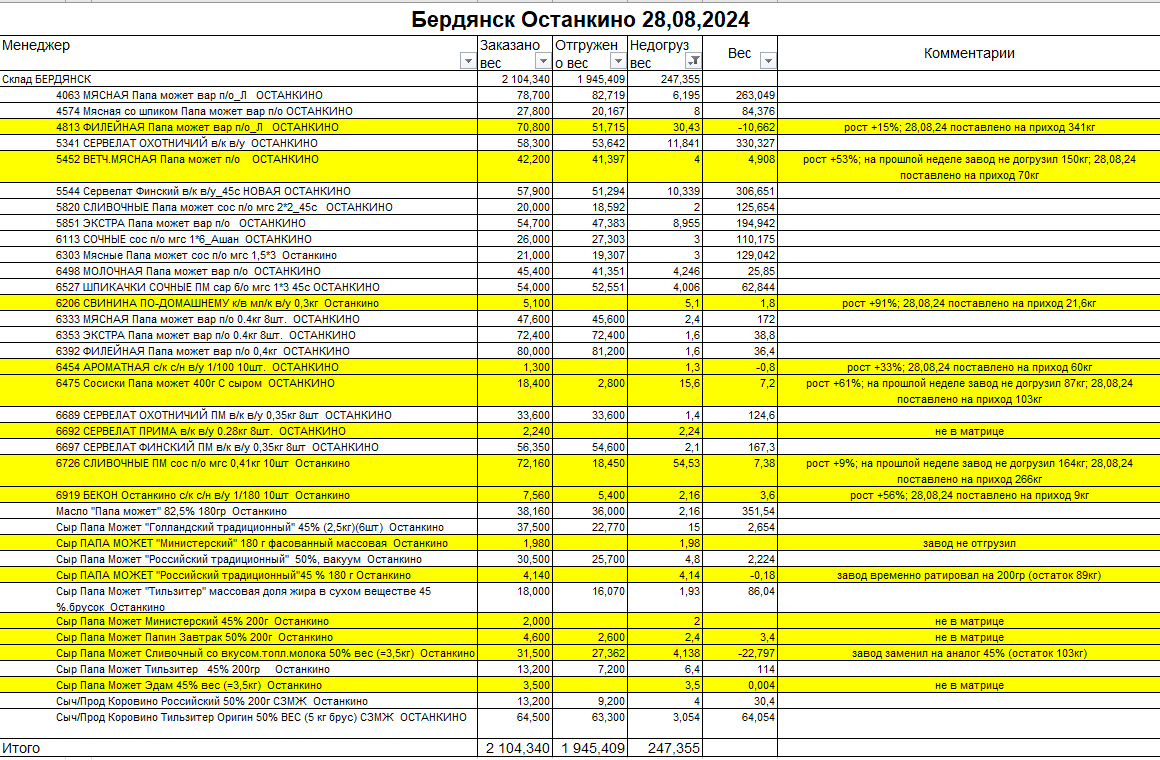 Бердянск Останкино 28,08,2024
Менеджер Заказано вес Отгружено вес Недогруз вес Вес Комментарии
Склад БЕРДЯНСК 2 104,340 1 945,409 247,355
4063 МЯСНАЯ Папа может вар п/о_Л ОСТАНКИНО 78,700 82,719 6,195 263,049
4574 Мясная со шпиком Папа может вар п/о ОСТАНКИНО 27,800 20,167 8 84,376
4813 ФИЛЕЙНАЯ Папа может вар п/о_Л ОСТАНКИНО 70,800 51,715 30,43 -10,662 рост +15%; 28,08,24 поставлено на приход 341кг
5341 СЕРВЕЛАТ ОХОТНИЧИЙ в/к в/у ОСТАНКИНО 58,300 53,642 11,841 330,327
5452 ВЕТЧ.МЯСНАЯ Папа может п/о ОСТАНКИНО 42,200 41,397 4 4,908 рост +53%; на прошлой неделе завод не догрузил 150кг; 28,08,24
поставлено на приход 70кг
5544 Сервелат Финский в/к в/у_45с НОВАЯ ОСТАНКИНО 57,900 51,294 10,339 306,651
5820 СЛИВОЧНЫЕ Папа может сос п/о мгс 2*2_45с ОСТАНКИНО 20,000 18,592 2 125,654
5851 ЭКСТРА Папа может вар п/о ОСТАНКИНО 54,700 47,383 8,955 194,942
6113 СОЧНЫЕ сос п/о мгс 1*6_Ашан ОСТАНКИНО 26,000 27,303 3 110,175
6303 Мясные Папа может сос п/о мгс 1,5*3 Останкино 21,000 19,307 3 129,042
6498 МОЛОЧНАЯ Папа может вар п/о ОСТАНКИНО 45,400 41,351 4,246 25,85
6527 ШПИКАЧКИ СОЧНЫЕ ПМ сар б/о мгс 1*3 45с ОСТАНКИНО 54,000 52,551 4,006 62,844
6206 СВИНИНА ПО-ДОМАШНЕМУ к/в мл/к в/у 0,3кг Останкино 5,100 5,1 1,8 рост +91%; 28,08,24 поставлено на приход 21,6кг
6333 МЯСНАЯ Папа может вар п/о 0.4кг 8шт. ОСТАНКИНО 47,600 45,600 2,4 172
6353 ЭКСТРА Папа может вар п/о 0.4кг 8шт. ОСТАНКИНО 72,400 72,400 1,6 38,8
6392 ФИЛЕЙНАЯ Папа может вар п/о 0,4кг ОСТАНКИНО 80,000 81,200 1,6 36,4
6454 АРОМАТНАЯ с/к с/н в/у 1/100 10шт. ОСТАНКИНО 1,300 1,3 -0,8 рост +33%; 28,08,24 поставлено на приход 60кг
6475 Сосиски Папа может 400г С сыром ОСТАНКИНО 18,400 2,800 15,6 7,2 рост +61%; на прошлой неделе завод не догрузил 87кг; 28,08,24
поставлено на приход 103кг
6689 СЕРВЕЛАТ ОХОТНИЧИЙ ПМ в/к в/у 0,35кг 8шт ОСТАНКИНО 33,600 33,600 1,4 124,6
6692 СЕРВЕЛАТ ПРИМА в/к в/у 0.28кг 8шт. ОСТАНКИНО 2,240 2,24 не в матрице
6697 СЕРВЕЛАТ ФИНСКИЙ ПМ в/к в/у 0,35кг 8шт ОСТАНКИНО 56,350 54,600 2,1 167,3
6726 СЛИВОЧНЫЕ ПМ сос п/о мгс 0,41кг 10шт Останкино 72,160 18,450 54,53 7,38 рост +9%; на прошлой неделе завод не догрузил 164кг; 28,08,24
поставлено на приход 266кг
6919 БЕКОН Останкино с/к с/н в/у 1/180 10шт Останкино 7,560 5,400 2,16 3,6 рост +56%; 28,08,24 поставлено на приход 9кг
Масло "Папа может" 82,5% 180гр Останкино 38,160 36,000 2,16 351,54
Сыр Папа Может "Голландский традиционный" 45% (2,5кг)(6шт) Останкино 37,500 22,770 15 2,654
Сыр ПАПА МОЖЕТ "Министерский" 180 г фасованный массовая Останкино 1,980 1,98 завод не отгрузил
Сыр Папа Может "Российский традиционный" 50%, вакуум Останкино 30,500 25,700 4,8 2,224
Сыр ПАПА МОЖЕТ "Российский традиционный"45 % 180 г Останкино 4,140 4,14 -0,18 завод временно ратировал на 200гр (остаток 89кг)
Сыр Папа Может "Тильзитер" массовая доля жира в сухом веществе 45 18,000 16,070 1,93 86,04
%.брусок Останкино
Сыр Папа Может Министерский 45% 200г Останкино 2,000 2 не в матрице
Сыр Папа Может Папин Завтрак 50% 200г Останкино 4,600 2,600 2,4 3,4 не в матрице
Сыр Папа Может Сливочный со вкусом.топл.молока 50% вес (=3,5кг) Останкино 31,500 27,362 4,138 -22,797 завод заменил на аналог 45% (остаток 103кг)
Сыр Папа Может Тильзитер 45% 200гр Останкино 13,200 7,200 6,4 114
Сыр Папа Может Эдам 45% вес (=3,5кг) Останкино 3,500 3,5 0,004 не в матрице
Сыч/Прод Коровино Российский 50% 200г СЗМЖ Останкино 13,200 9,200 4 30,4
Сыч/Прод Коровино Тильзитер Оригин 50% ВЕС (5 кг брус) СЗМЖ ОСТАНКИНО 64,500 63,300 3,054 64,054
Итого 2 104,340 1 945,409 247,355